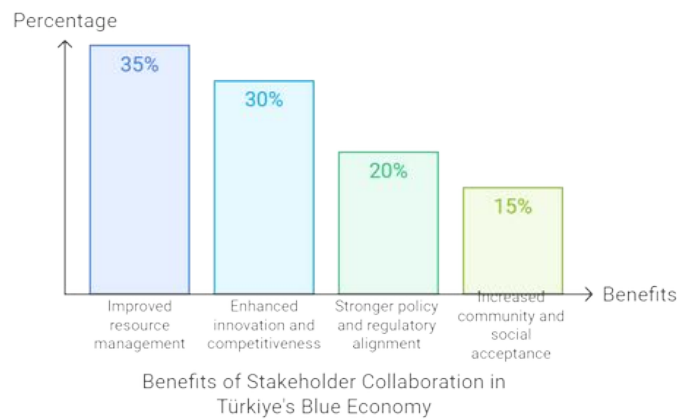 Percentage
35%
30%
20%
15%
Benefits
Improved
resource
management
Enhanced
innovation and
competitiveness
Stronger policy
and regulatory
alignment
Increased
community and
social
acceptance
Benefits of Stakeholder Collaboration in
Türkiye's Blue Economy